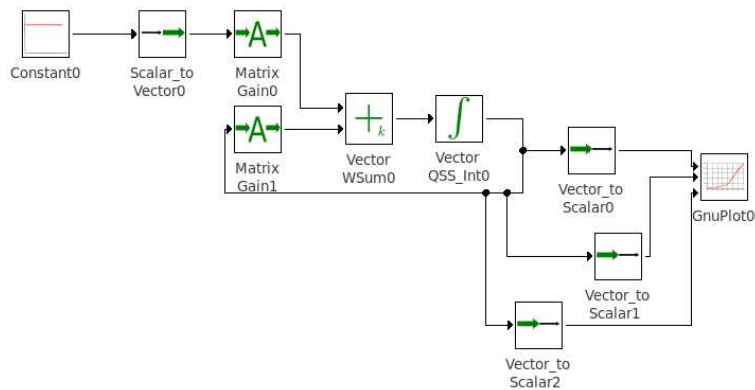 Constant0
Scalar_to
Vector0
A
Matrix
Gain0
A
Matrix
Gain1
+k
Vector
WSum0
∫
Vector
QSS_Int0
Vector_to
Scalar0
GnuPlot0
Vector_to
Scalar1
Vector_to
Scalar2